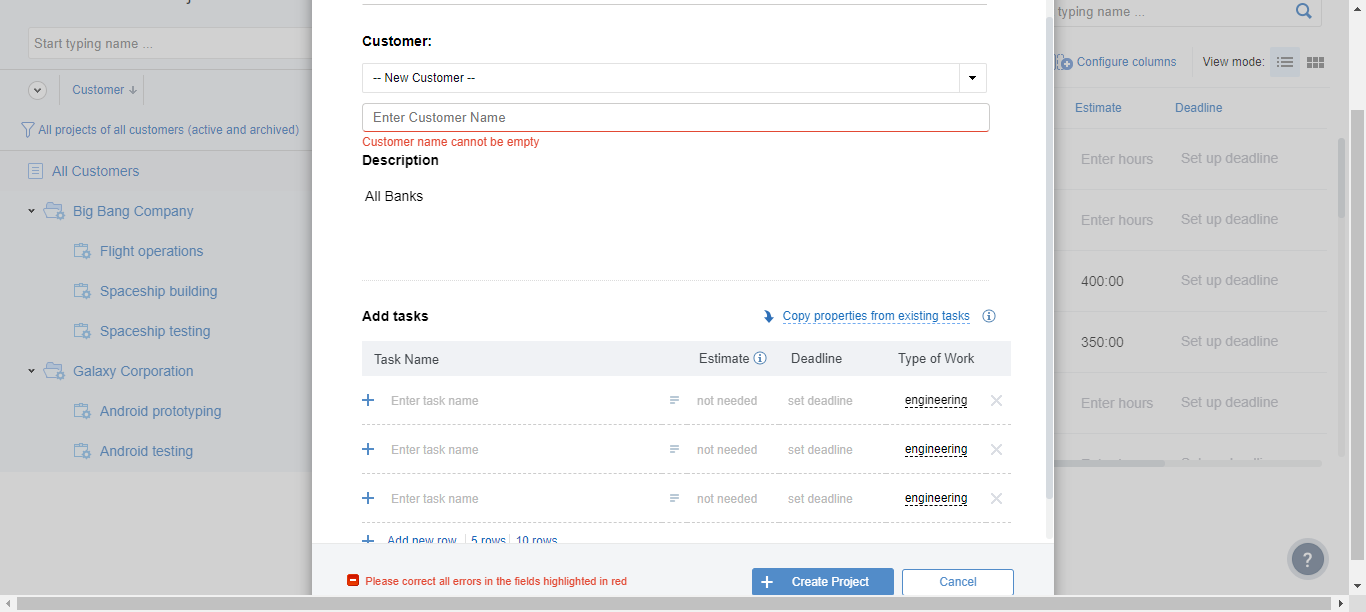 Start typing name ...
Customer
All projects of all customers (active and archived)
All Customers
Big Bang Company
Flight operations
Spaceship building
Spaceship testing
Galaxy Corporation
Android prototyping
Android testing
Customer:
-- New Customer --
Enter Customer Name
Customer name cannot be empty
Description
All Banks
Add tasks
Copy properties from existing tasks
Task Name Estimate Deadline Type of Work
Enter task name not needed set deadline engineering
Enter task name not needed set deadline engineering
Enter task name not needed set deadline engineering
Add new row 5 rows 10 rows
Please correct all errors in the fields highlighted in red
Create Project
Cancel
typing name ...
Configure columns
View mode:
Estimate Deadline
Enter hours Set up deadline
Enter hours Set up deadline
400:00 Set up deadline
350:00 Set up deadline
Enter hours Set up deadline
?